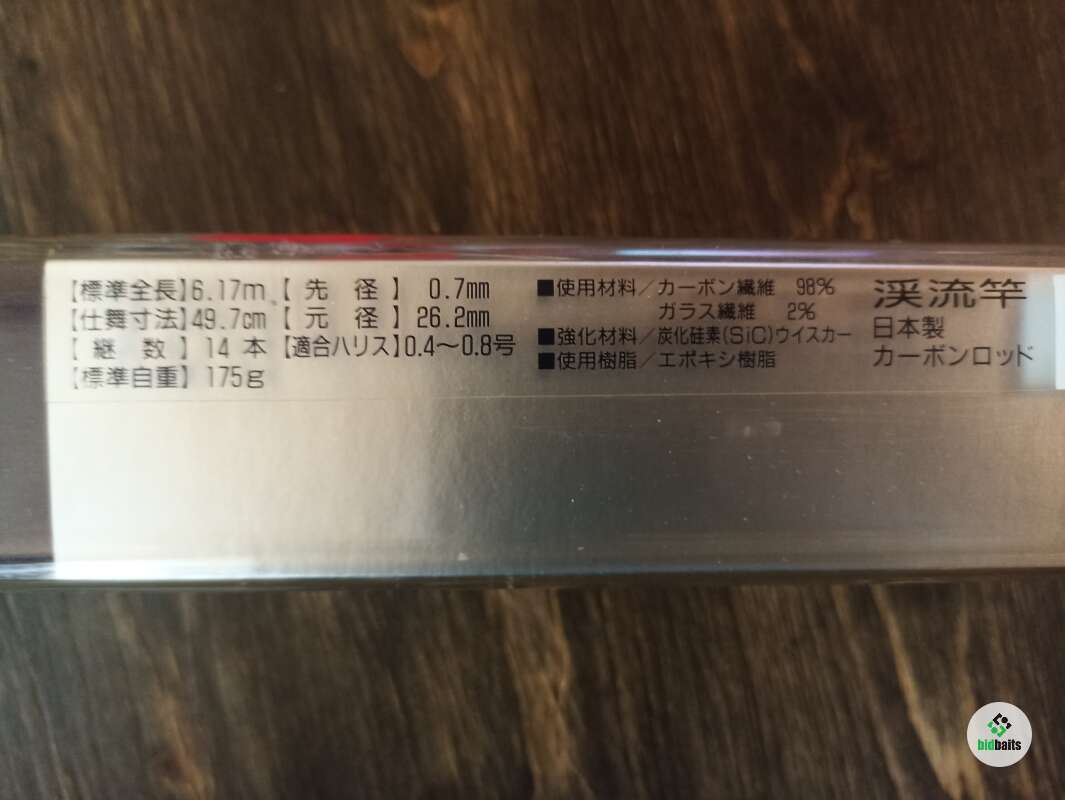 【標準全長】6.17m【先径】0.7mm
【仕舞寸法】49.7cm【元径】26.2mm
【継数】14本【適合ハリス】0.4〜0.8号
【標準自重】175g
■使用材料／カーボン繊維 98%
ガラス繊維 2%
■強化材料／炭化硅素(SiC)ウイスカー
■使用樹脂／エポキシ樹脂
渓流竿
日本製
カーボンロッド
bidbaits